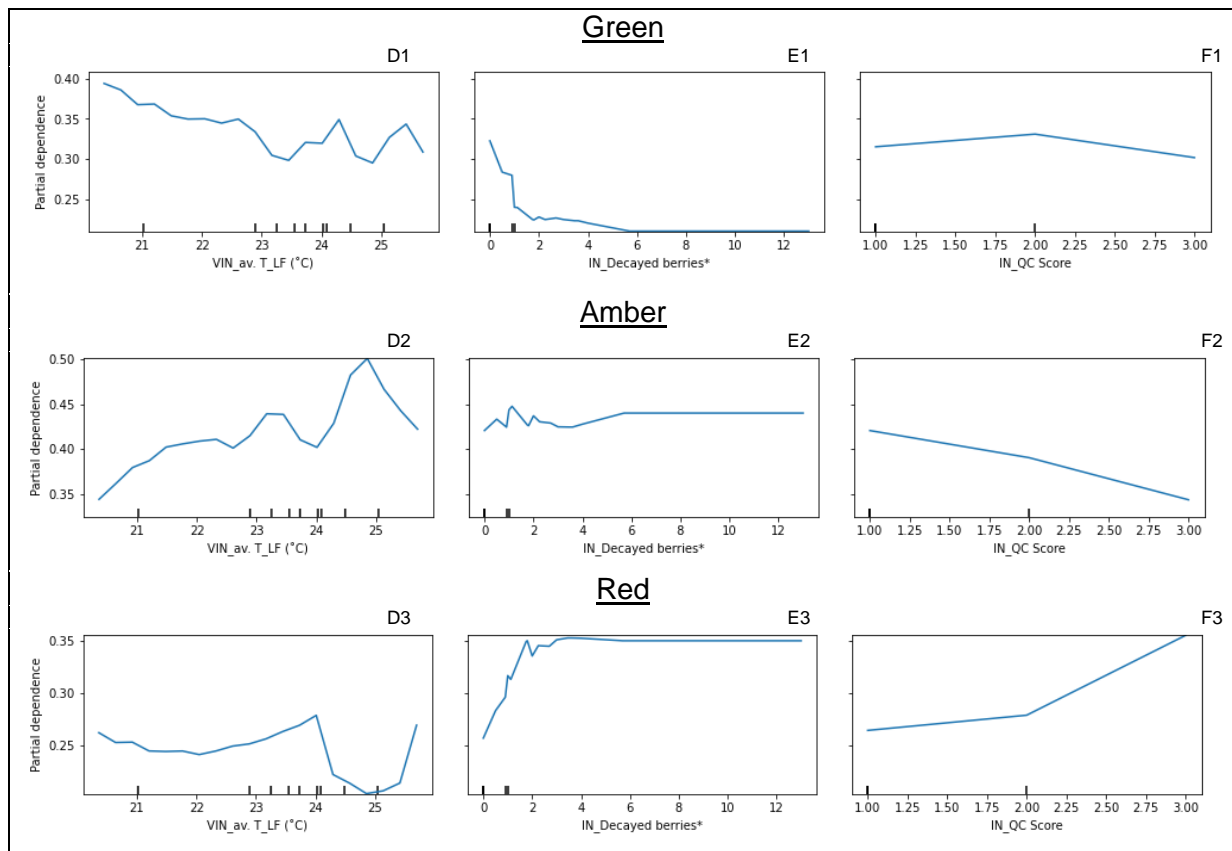 Green
D1 E1 F1
0.40
0.35
0.30
0.25
Partial dependence
21 22 23 24 25
VIN_av. T_LF (˚C)
0 2 4 6 8 10 12
IN_Decayed berries*
1.00 1.25 1.50 1.75 2.00 2.25 2.50 2.75 3.00
IN_QC Score
Amber
D2 E2 F2
0.50
0.45
0.40
0.35
Partial dependence
21 22 23 24 25
VIN_av. T_LF (˚C)
0 2 4 6 8 10 12
IN_Decayed berries*
1.00 1.25 1.50 1.75 2.00 2.25 2.50 2.75 3.00
IN_QC Score
Red
D3 E3 F3
0.35
0.30
0.25
Partial dependence
21 22 23 24 25
VIN_av. T_LF (˚C)
0 2 4 6 8 10 12
IN_Decayed berries*
1.00 1.25 1.50 1.75 2.00 2.25 2.50 2.75 3.00
IN_QC Score